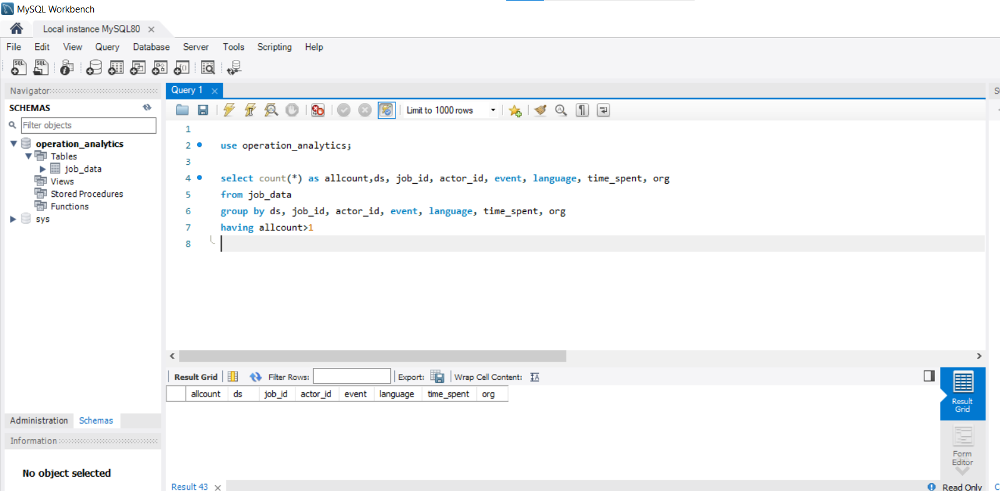 MySQL Workbench
Local instance MySQL80
File Edit View Query Database Server Tools Scripting Help
Navigator
SCHEMAS
Filter objects
operation_analytics
Tables
job_data
Views
Stored Procedures
Functions
sys
Administration Schemas
Information
No object selected
Query 1
Limit to 1000 rows
1
2 use operation_analytics;
3
4 select count(*) as allcount,ds, job_id, actor_id, event, language, time_spent, org
5 from job_data
6 group by ds, job_id, actor_id, event, language, time_spent, org
7 having allcount>1
8
Result Grid Filter Rows: Export: Wrap Cell Content:
allcount ds job_id actor_id event language time_spent org
Result Grid
Form Editor
Result 43
Read Only